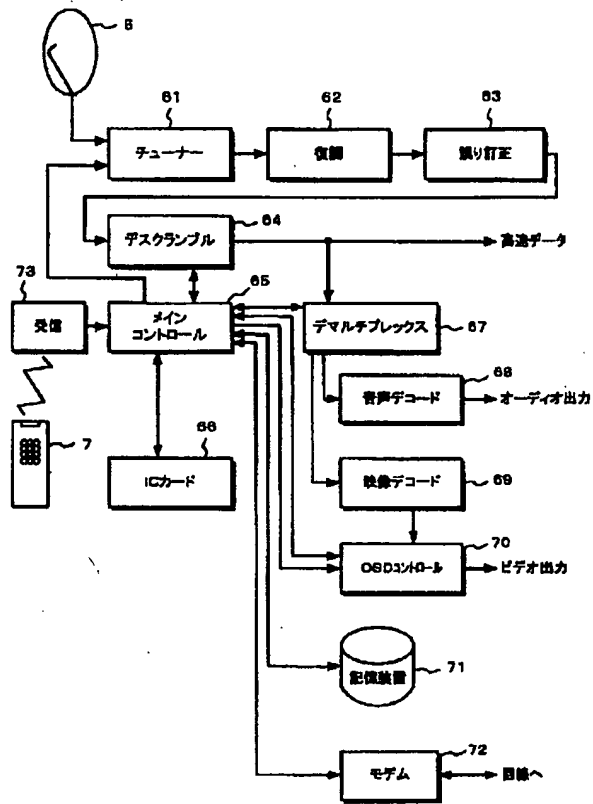 6
61
62
63
チューナー
復調
誤り訂正
64
デスクランブル
高速データ
73
65
受信
メイン
コントロール
デマルチプレックス
67
68
音声デコード
オーディオ出力
7
66
ICカード
映像デコード
69
70
OSDコントロール
ビデオ出力
記憶装置
71
72
モデム
回線へ